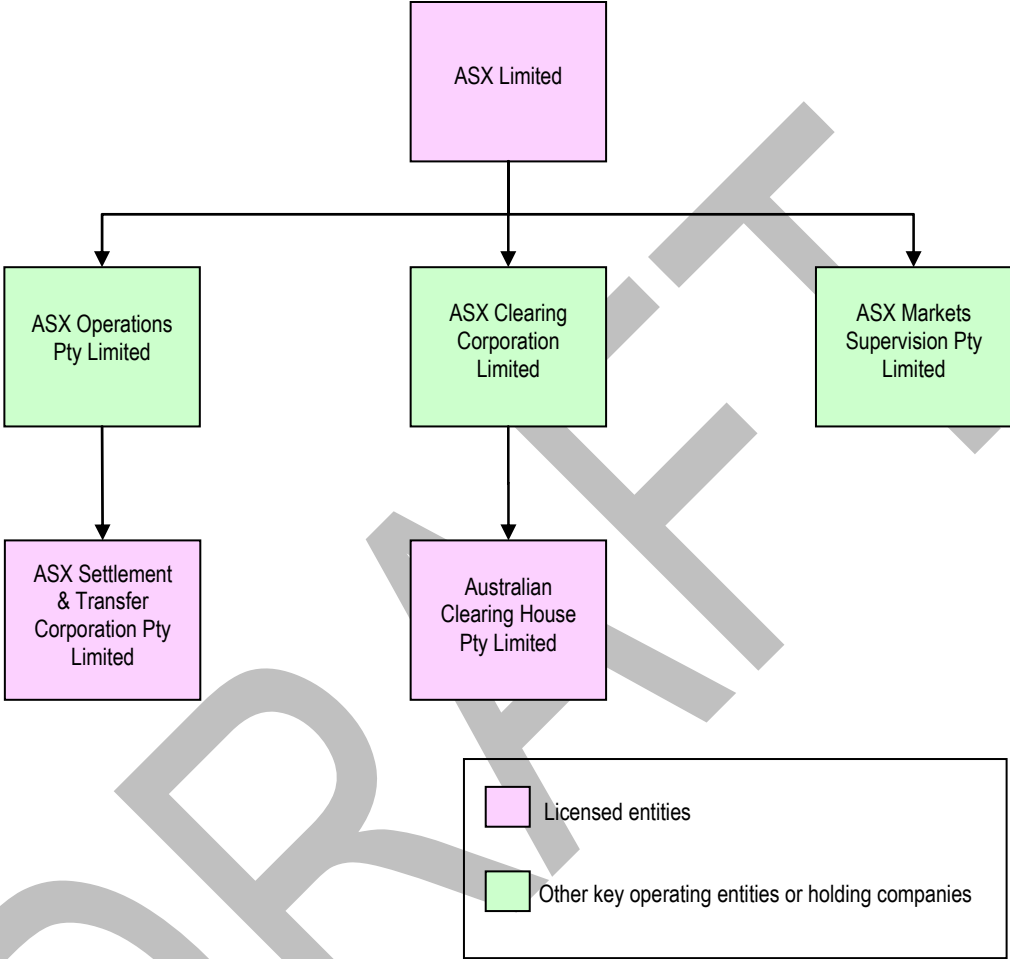 ASX Limited
ASX Operations
Pty Limited
ASX Clearing
Corporation
Limited
ASX Markets
Supervision Pty
Limited
ASX Settlement
& Transfer
Corporation Pty
Limited
Australian
Clearing House
Pty Limited
Licensed entities
Other key operating entities or holding companies
DRAFT